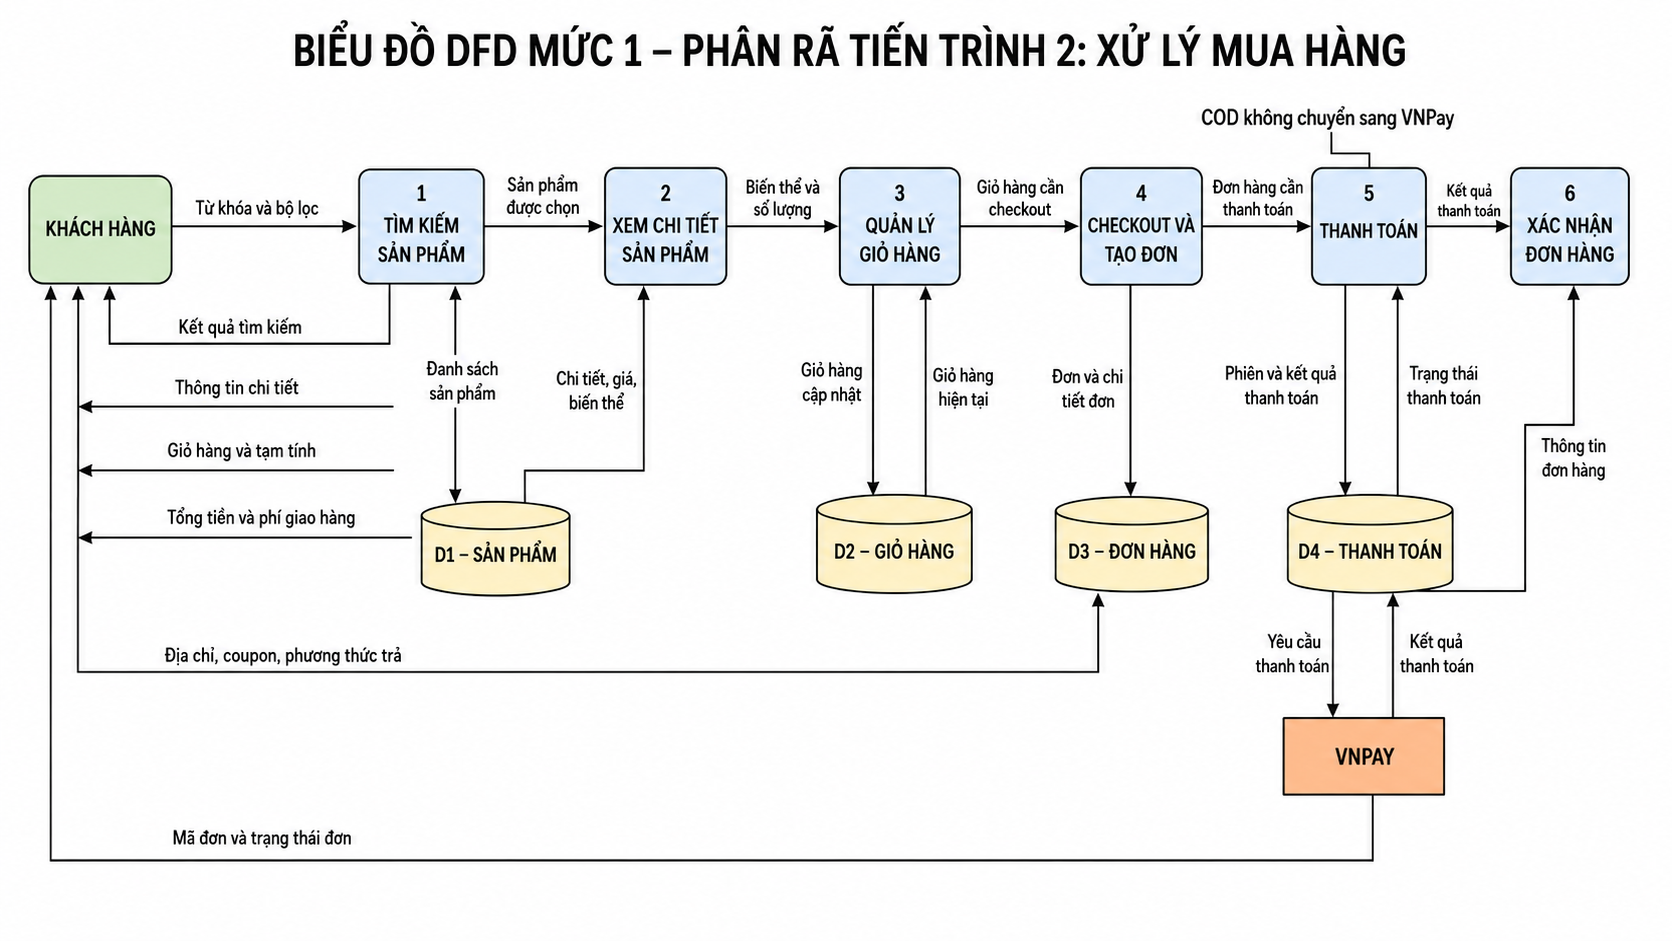 BIỂU ĐỒ DFD MỨC 1 – PHÂN RÃ TIẾN TRÌNH 2: XỬ LÝ MUA HÀNG
COD không chuyển sang VNPay
KHÁCH HÀNG
Từ khóa và bộ lọc
1
TÌM KIẾM
SẢN PHẨM
Sản phẩm
được chọn
2
XEM CHI TIẾT
SẢN PHẨM
Biến thể và
số lượng
3
QUẢN LÝ
GIỎ HÀNG
Giỏ hàng cần
checkout
4
CHECKOUT VÀ
TẠO ĐƠN
Đơn hàng cần
thanh toán
5
THANH TOÁN
Kết quả
thanh toán
6
XÁC NHẬN
ĐƠN HÀNG
Kết quả tìm kiếm
Thông tin chi tiết
Giỏ hàng và tạm tính
Tổng tiền và phí giao hàng
Danh sách
sản phẩm
Chi tiết, giá,
biến thể
Giỏ hàng
cập nhật
Giỏ hàng
hiện tại
Đơn và chi
tiết đơn
Phiên và kết quả
thanh toán
Trạng thái
thanh toán
Thông tin
đơn hàng
D1 – SẢN PHẨM
D2 – GIỎ HÀNG
D3 – ĐƠN HÀNG
D4 – THANH TOÁN
Địa chỉ, coupon, phương thức trả
Yêu cầu
thanh toán
Kết quả
thanh toán
VNPAY
Mã đơn và trạng thái đơn